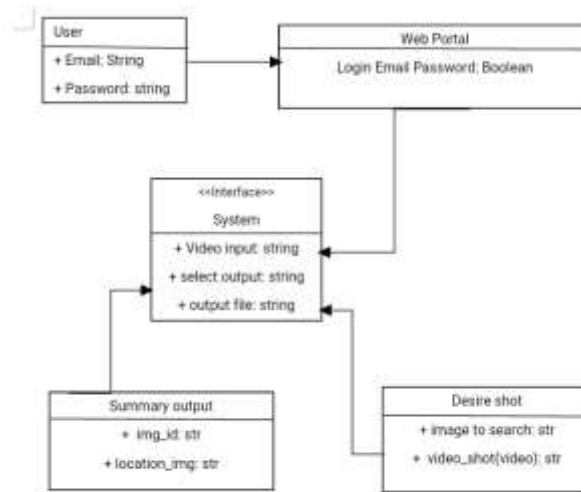 User
+ Email; String
+ Password: string
Web Portal
Login Email Password; Boolean
<<Interface>>
System
+ Video input: string
+ select output: string
+ output file: string
Summary output
+ img_id: str
+location_img: str
Desire shot
+ image to search: str
+ video_shot(video): str